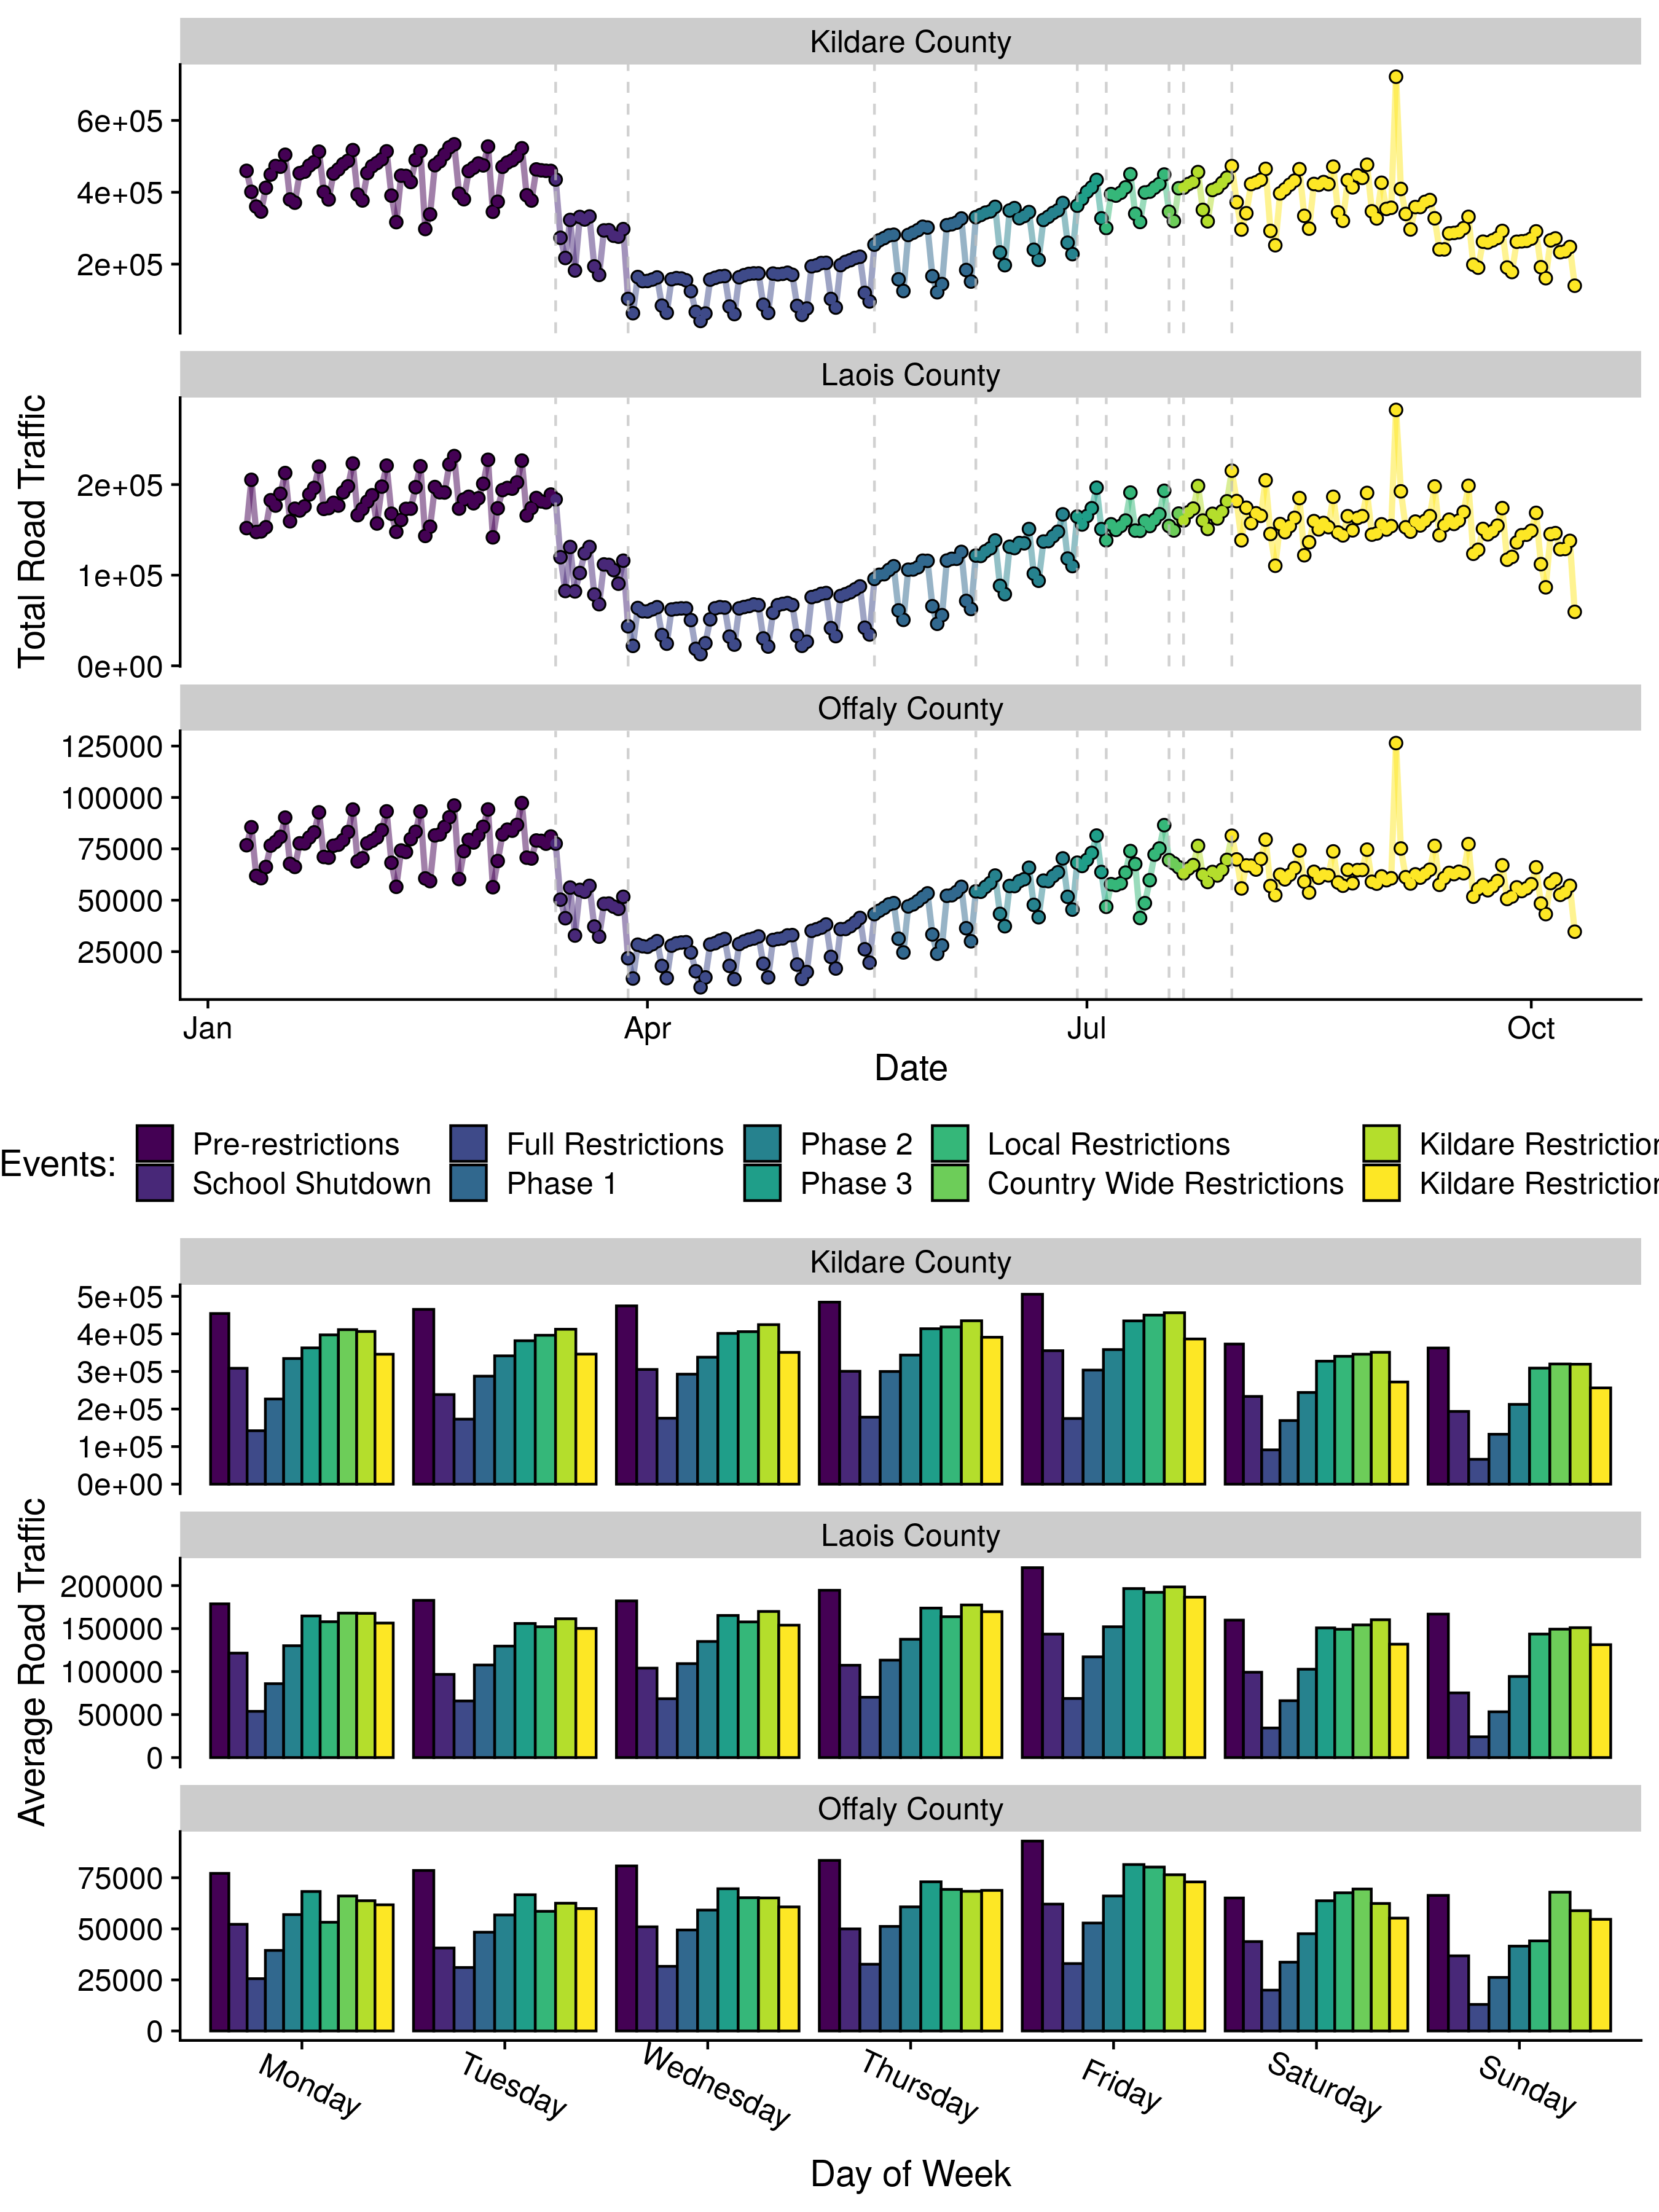 Kildare County
6e+05
4e+05
2e+05
Laois County
2e+05
1e+05
0e+00
Offaly County
125000
100000
75000
50000
25000
Total Road Traffic
Jan Apr Jul Oct
Date
Events:
Pre-restrictions Full Restrictions Phase 2 Local Restrictions Kildare Restriction
School Shutdown Phase 1 Phase 3 Country Wide Restrictions Kildare Restriction
Kildare County
5e+05
4e+05
3e+05
2e+05
1e+05
0e+00
Laois County
200000
150000
100000
50000
0
Offaly County
75000
50000
25000
0
Average Road Traffic
Monday Tuesday Wednesday Thursday Friday Saturday Sunday
Day of Week